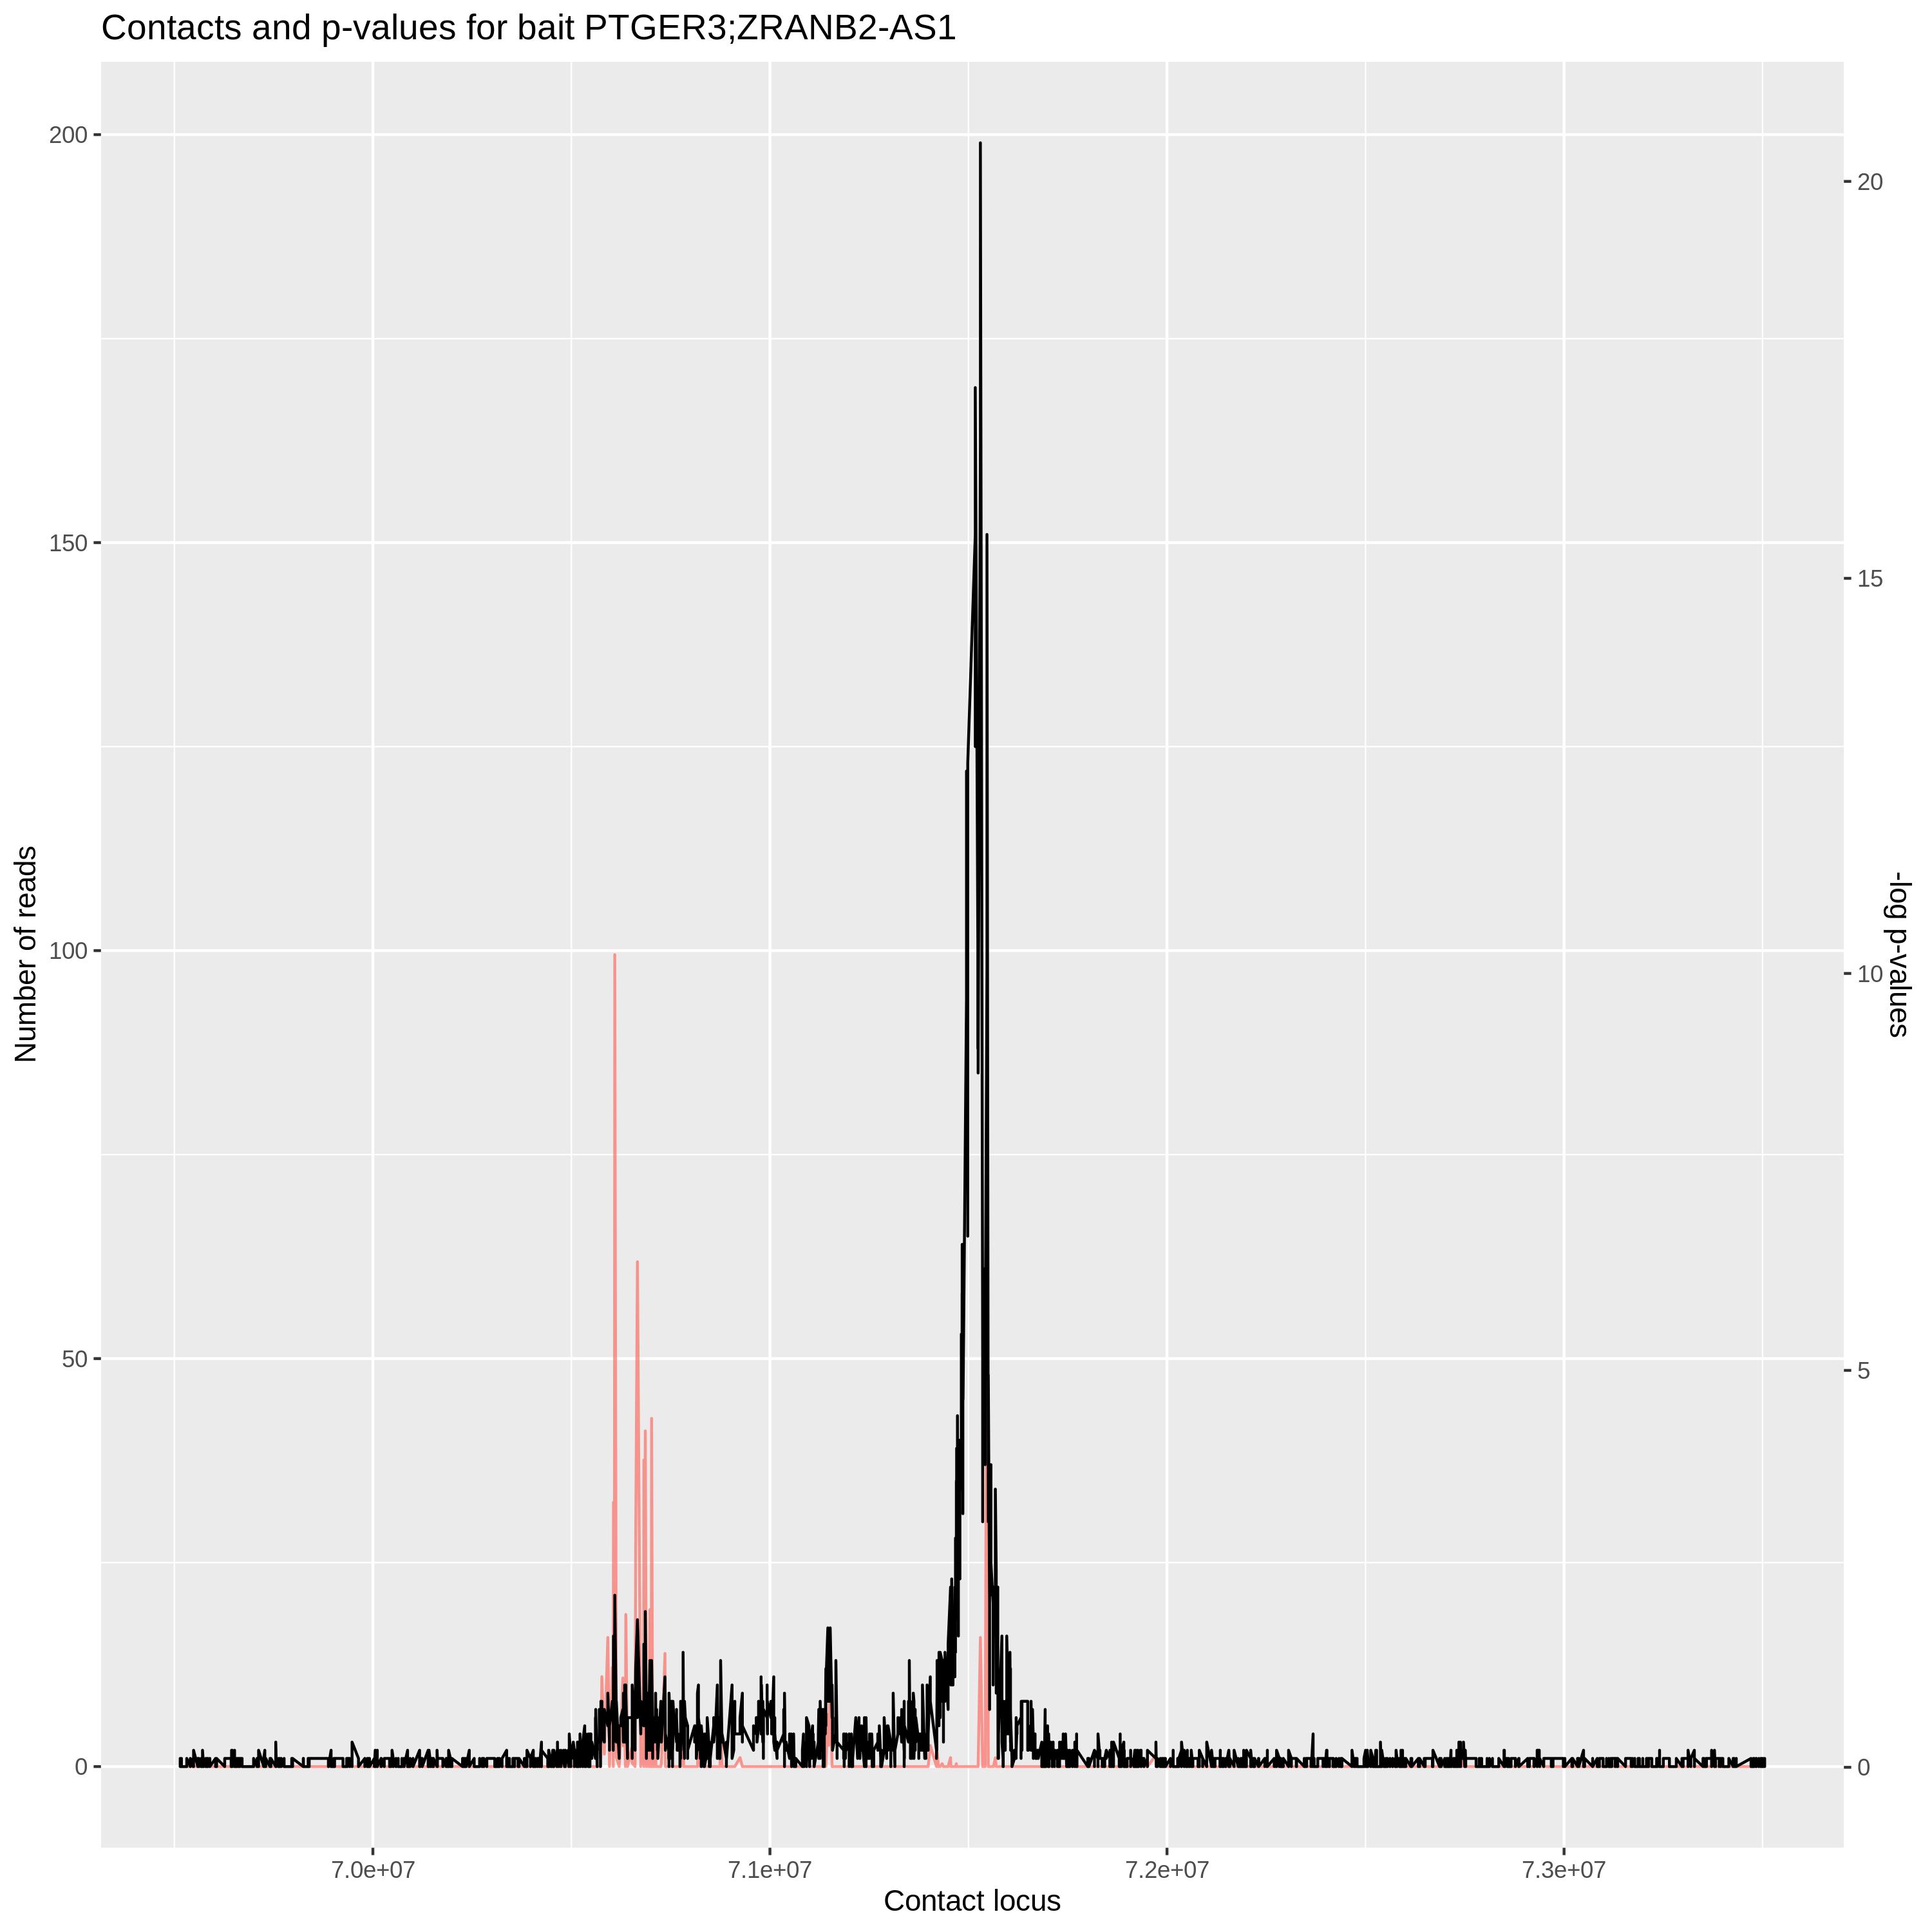 Contacts and p-values for bait PTGER3;ZRANB2-AS1
200
150
100
50
0
Number of reads
20
15
10
5
0
-log p-values
7.0e+07 7.1e+07 7.2e+07 7.3e+07
Contact locus